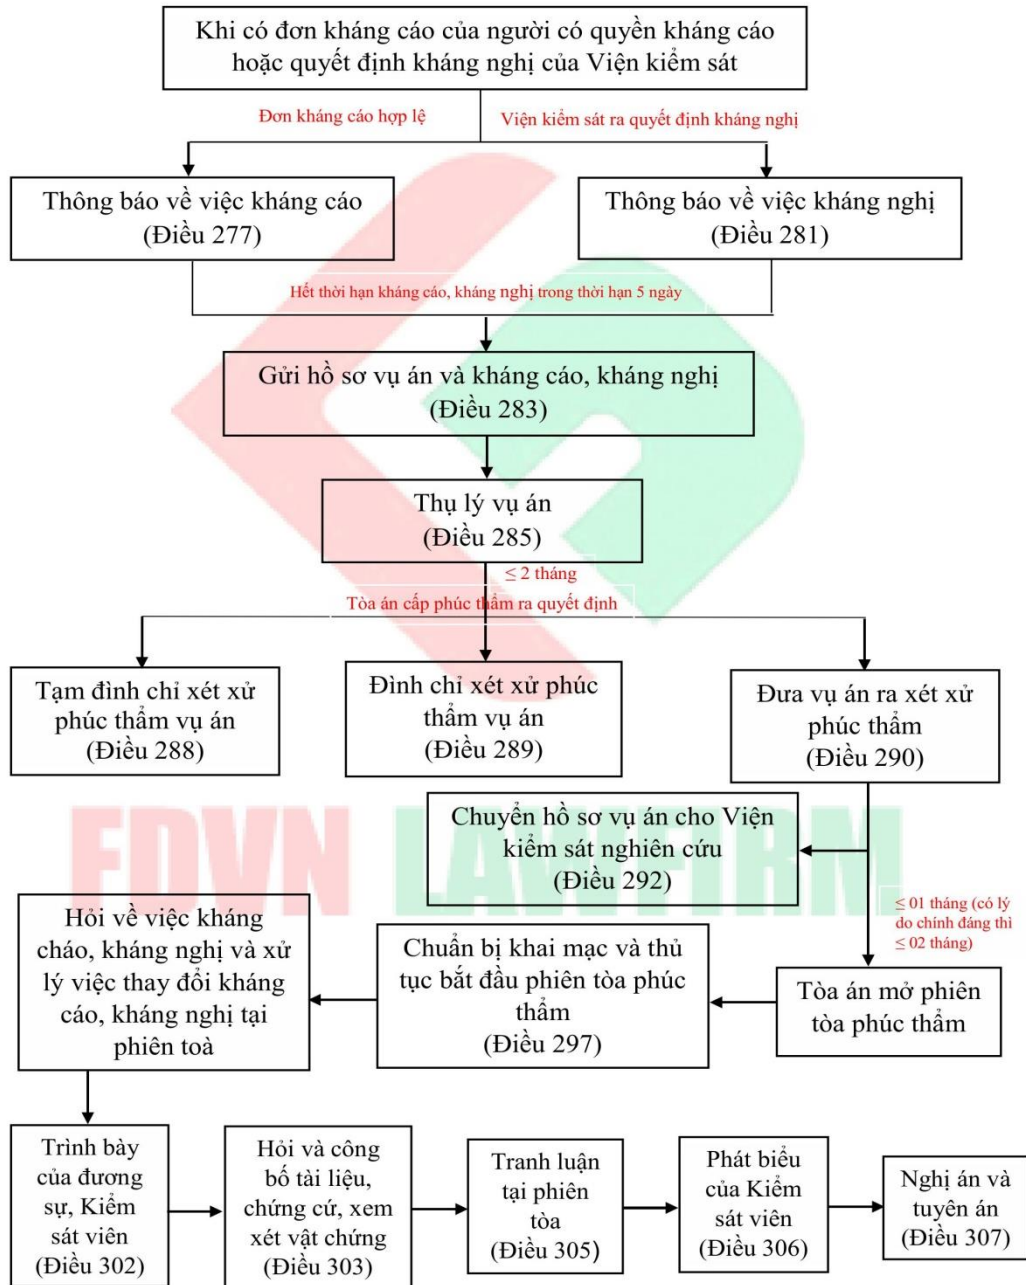 Khi có đơn kháng cáo của người có quyền kháng cáo
hoặc quyết định kháng nghị của Viện kiểm sát
Đơn kháng cáo hợp lệ
Viện kiểm sát ra quyết định kháng nghị
Thông báo về việc kháng cáo
(Điều 277)
Thông báo về việc kháng nghị
(Điều 281)
Hết thời hạn kháng cáo, kháng nghị trong thời hạn 5 ngày
Gửi hồ sơ vụ án và kháng cáo, kháng nghị
(Điều 283)
Thụ lý vụ án
(Điều 285)
≤ 2 tháng
Tòa án cấp phúc thẩm ra quyết định
Tạm đình chỉ xét xử
phúc thẩm vụ án
(Điều 288)
Đình chỉ xét xử phúc
thẩm vụ án
(Điều 289)
Đưa vụ án ra xét xử
phúc thẩm
(Điều 290)
Chuyển hồ sơ vụ án cho Viện
kiểm sát nghiên cứu
(Điều 292)
FDVN LAWFIRM
≤ 01 tháng (có lý
do chính đáng thì
≤ 02 tháng)
Tòa án mở phiên
tòa phúc thẩm
Chuẩn bị khai mạc và thủ
tục bắt đầu phiên tòa phúc
thẩm
(Điều 297)
Hỏi về việc kháng
cháo, kháng nghị và xử
lý việc thay đổi kháng
cáo, kháng nghị tại
phiên toà
Trình bày
của đương
sự, Kiểm
sát viên
(Điều 302)
Hỏi và công
bố tài liệu,
chứng cứ, xem
xét vật chứng
(Điều 303)
Tranh luận
tại phiên
tòa
(Điều 305)
Phát biểu
của Kiểm
sát viên
(Điều 306)
Nghị án và
tuyên án
(Điều 307)